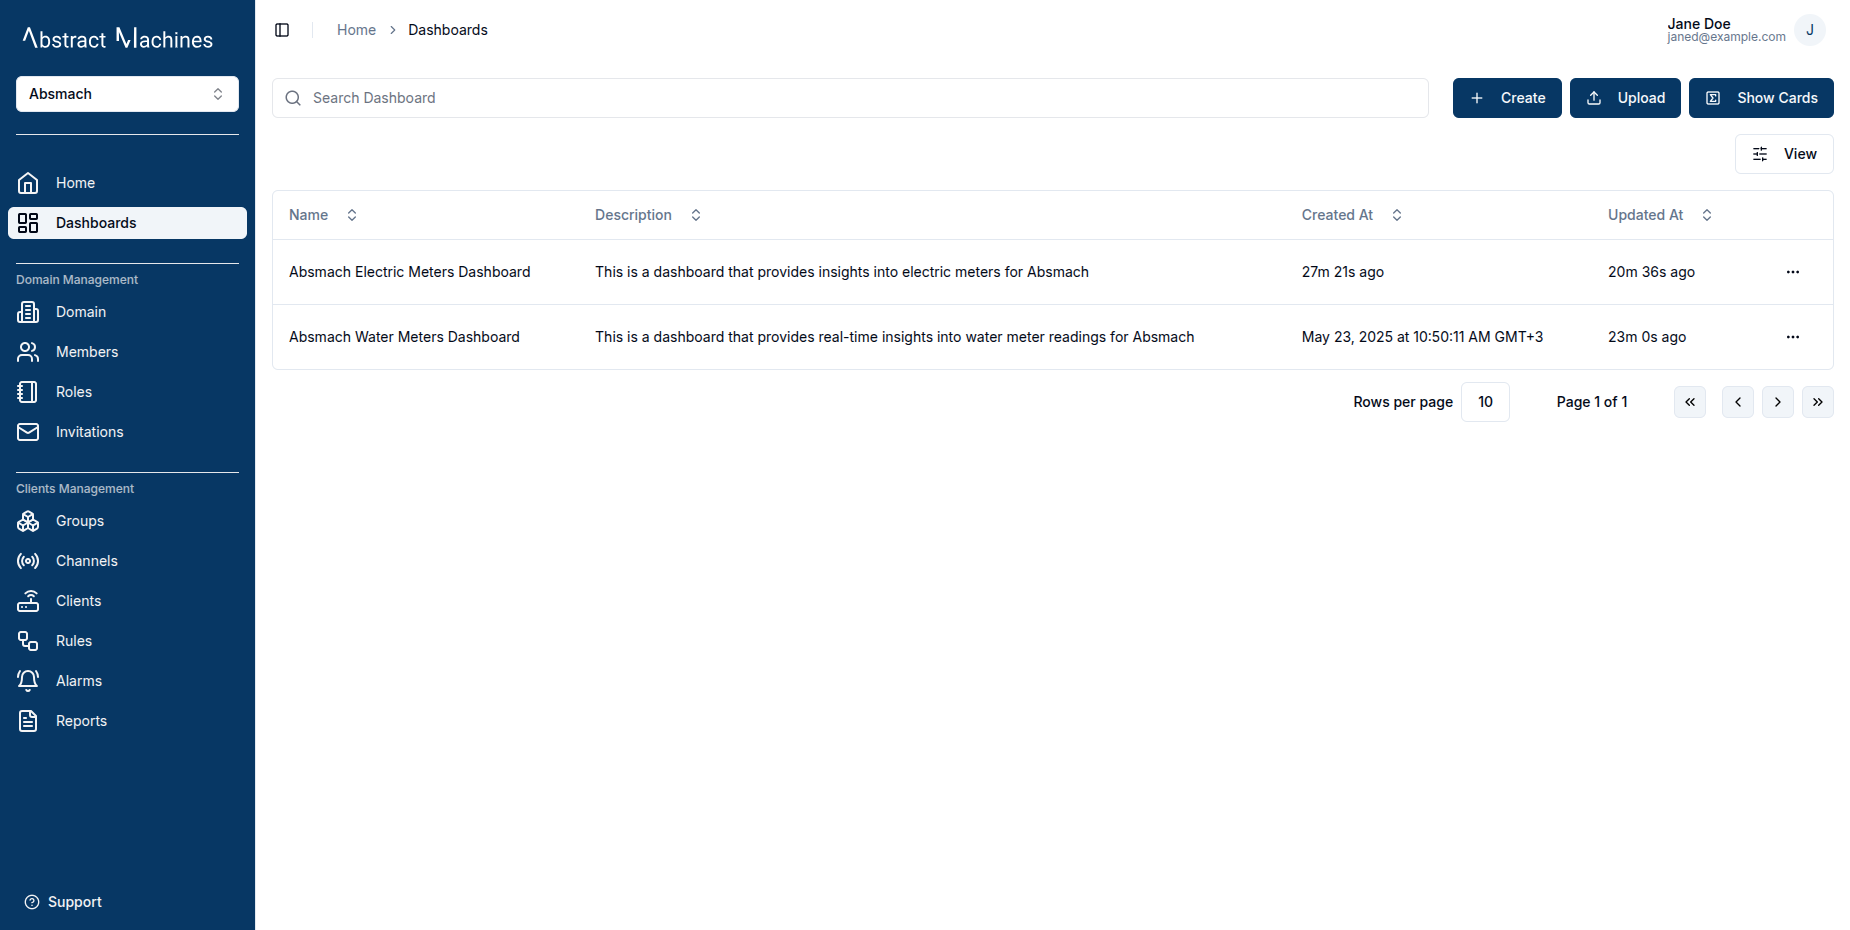 Abstract Machines
Absmach
Home
Dashboards
Domain Management
Domain
Members
Roles
Invitations
Clients Management
Groups
Channels
Clients
Rules
Alarms
Reports
Support
Home > Dashboards
Jane Doe
janed@example.com
J
Search Dashboard
+ Create
Upload
Show Cards
View
Name Description Created At Updated At
Absmach Electric Meters Dashboard This is a dashboard that provides insights into electric meters for Absmach 27m 21s ago 20m 36s ago ...
Absmach Water Meters Dashboard This is a dashboard that provides real-time insights into water meter readings for Absmach May 23, 2025 at 10:50:11 AM GMT+3 23m 0s ago ...
Rows per page 10 Page 1 of 1 « < > »